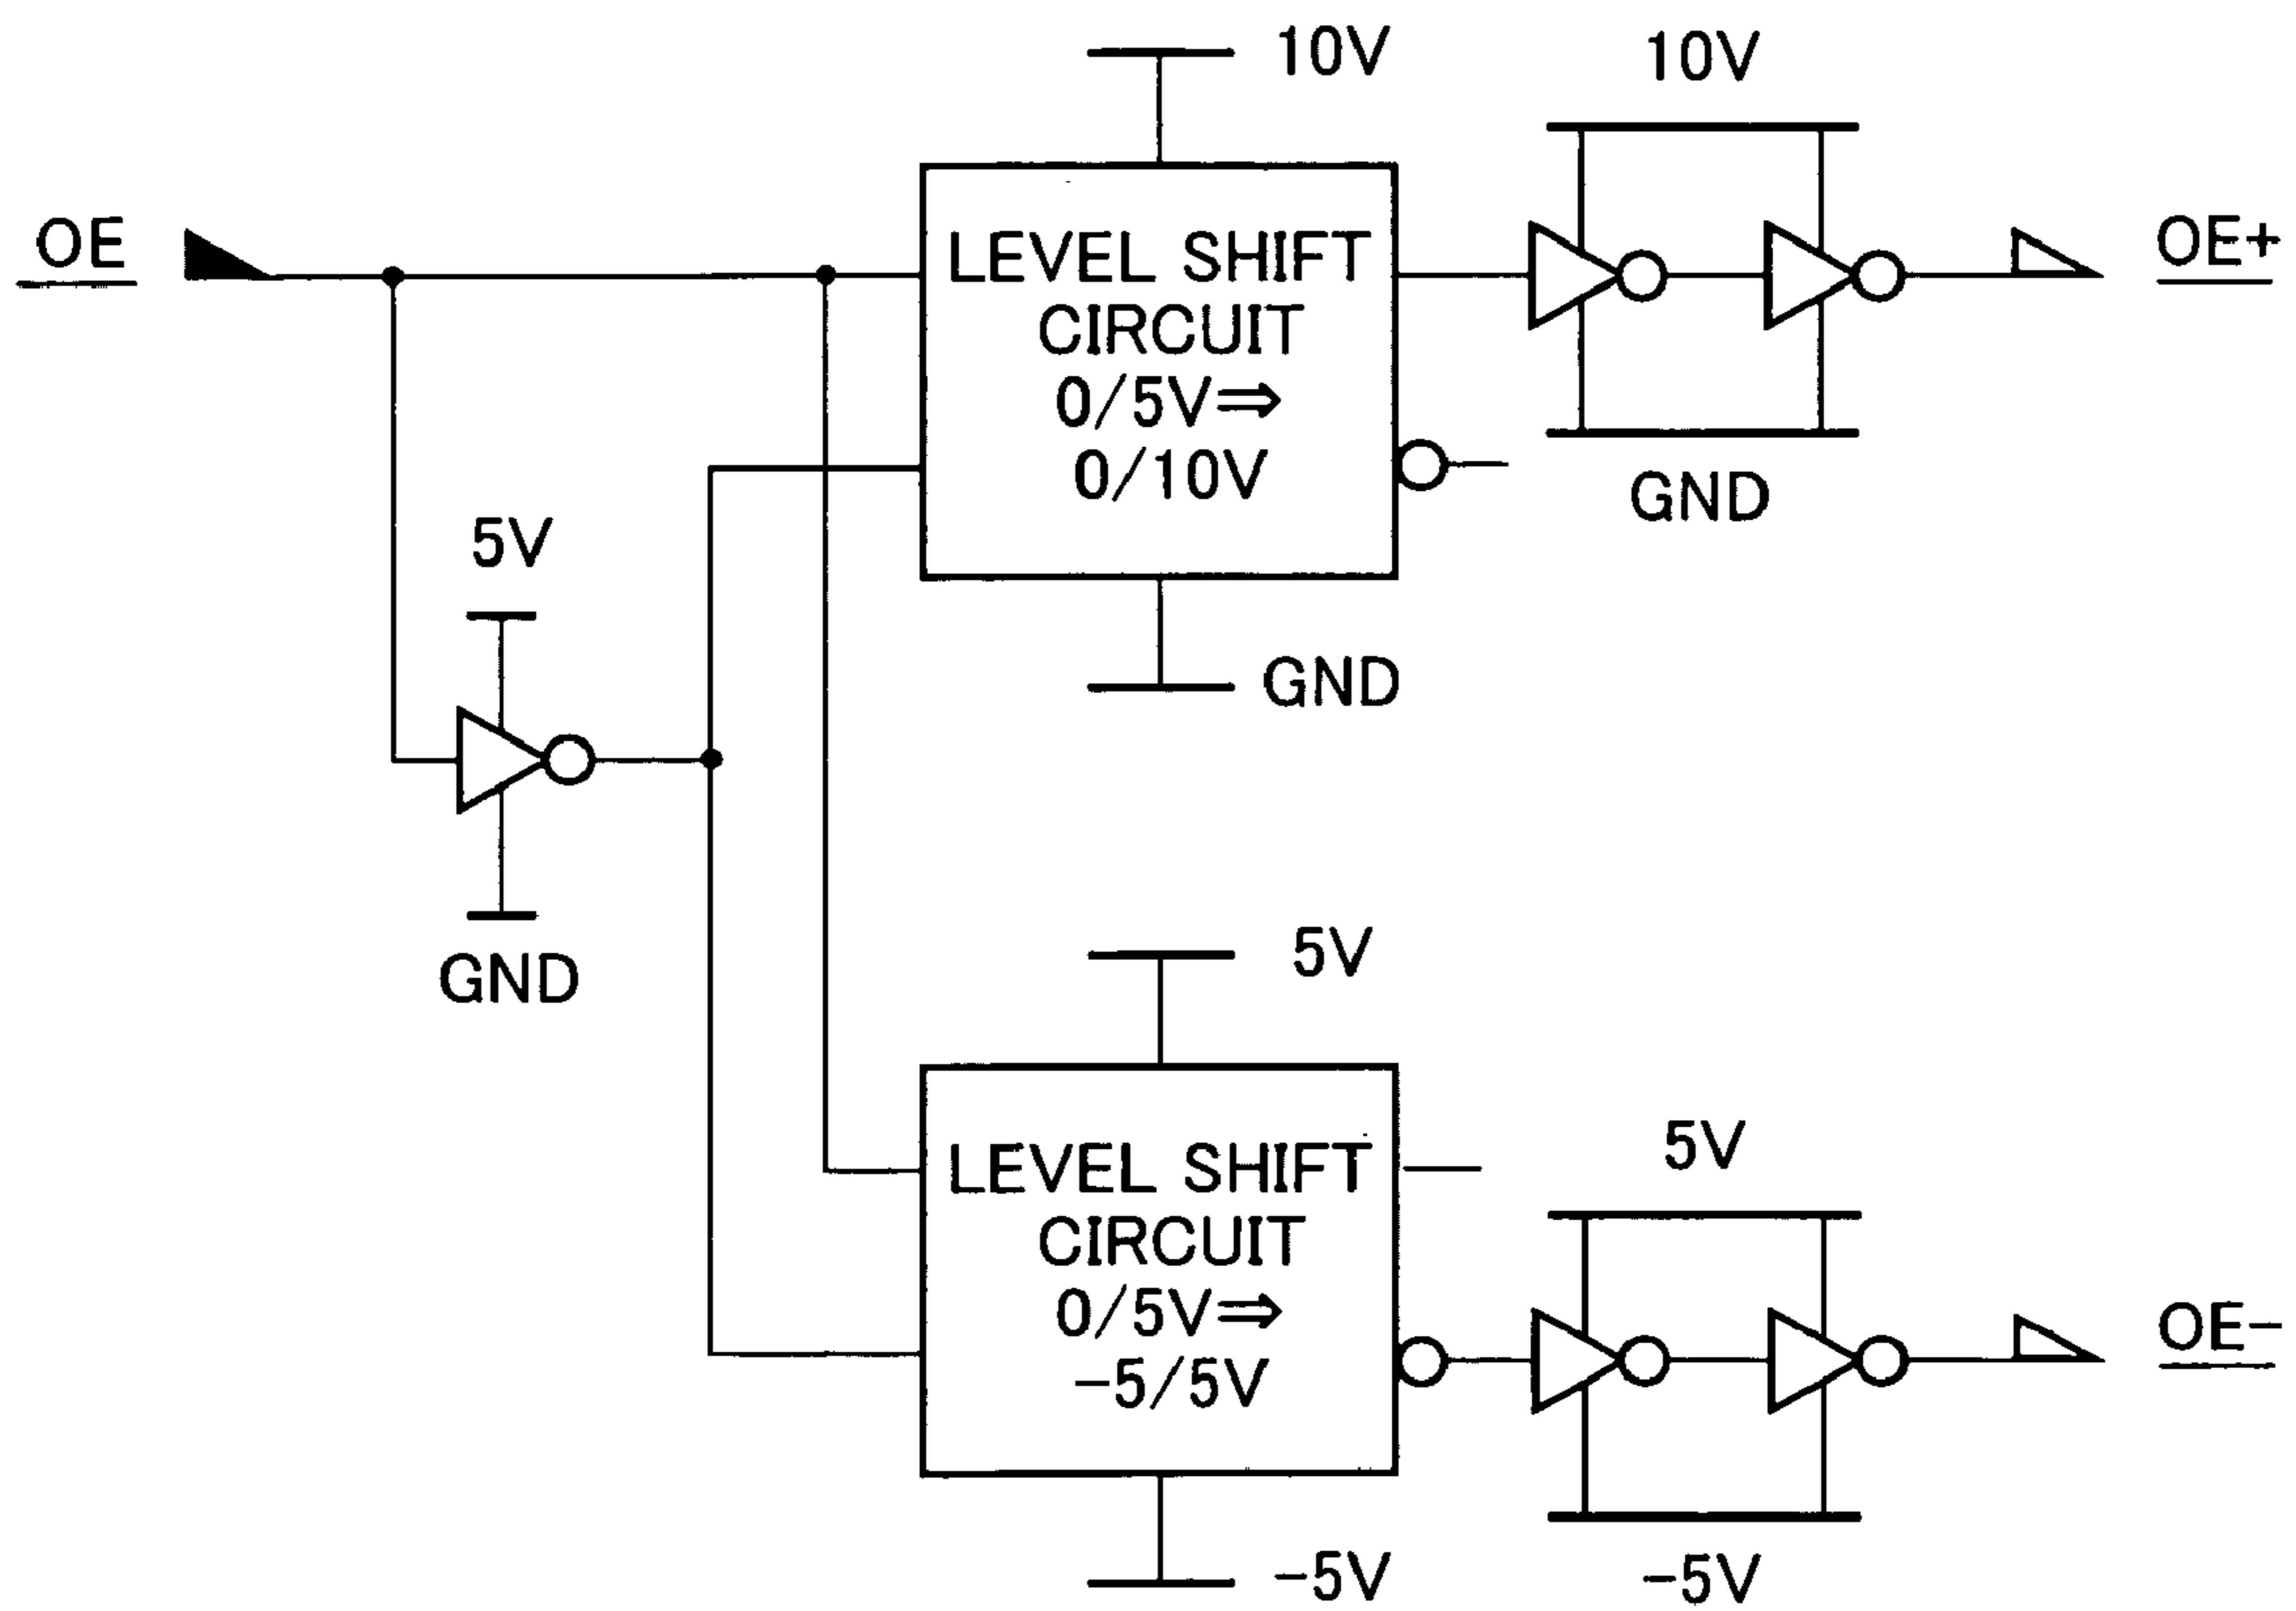 10V
10V
OE
LEVEL SHIFT
CIRCUIT
0/5V⇒
0/10V
OE+
GND
5V
GND
GND
5V
LEVEL SHIFT
CIRCUIT
0/5V⇒
−5/5V
5V
OE−
−5V
−5V